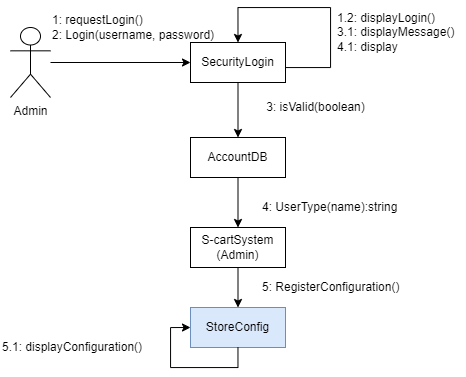 1: requestLogin()
2: Login(username, password)
1.2: displayLogin()
3.1: displayMessage()
4.1: display
SecurityLogin
Admin
3: isValid(boolean)
AccountDB
4: UserType(name):string
S-cartSystem
(Admin)
5: RegisterConfiguration()
StoreConfig
5.1: displayConfiguration()